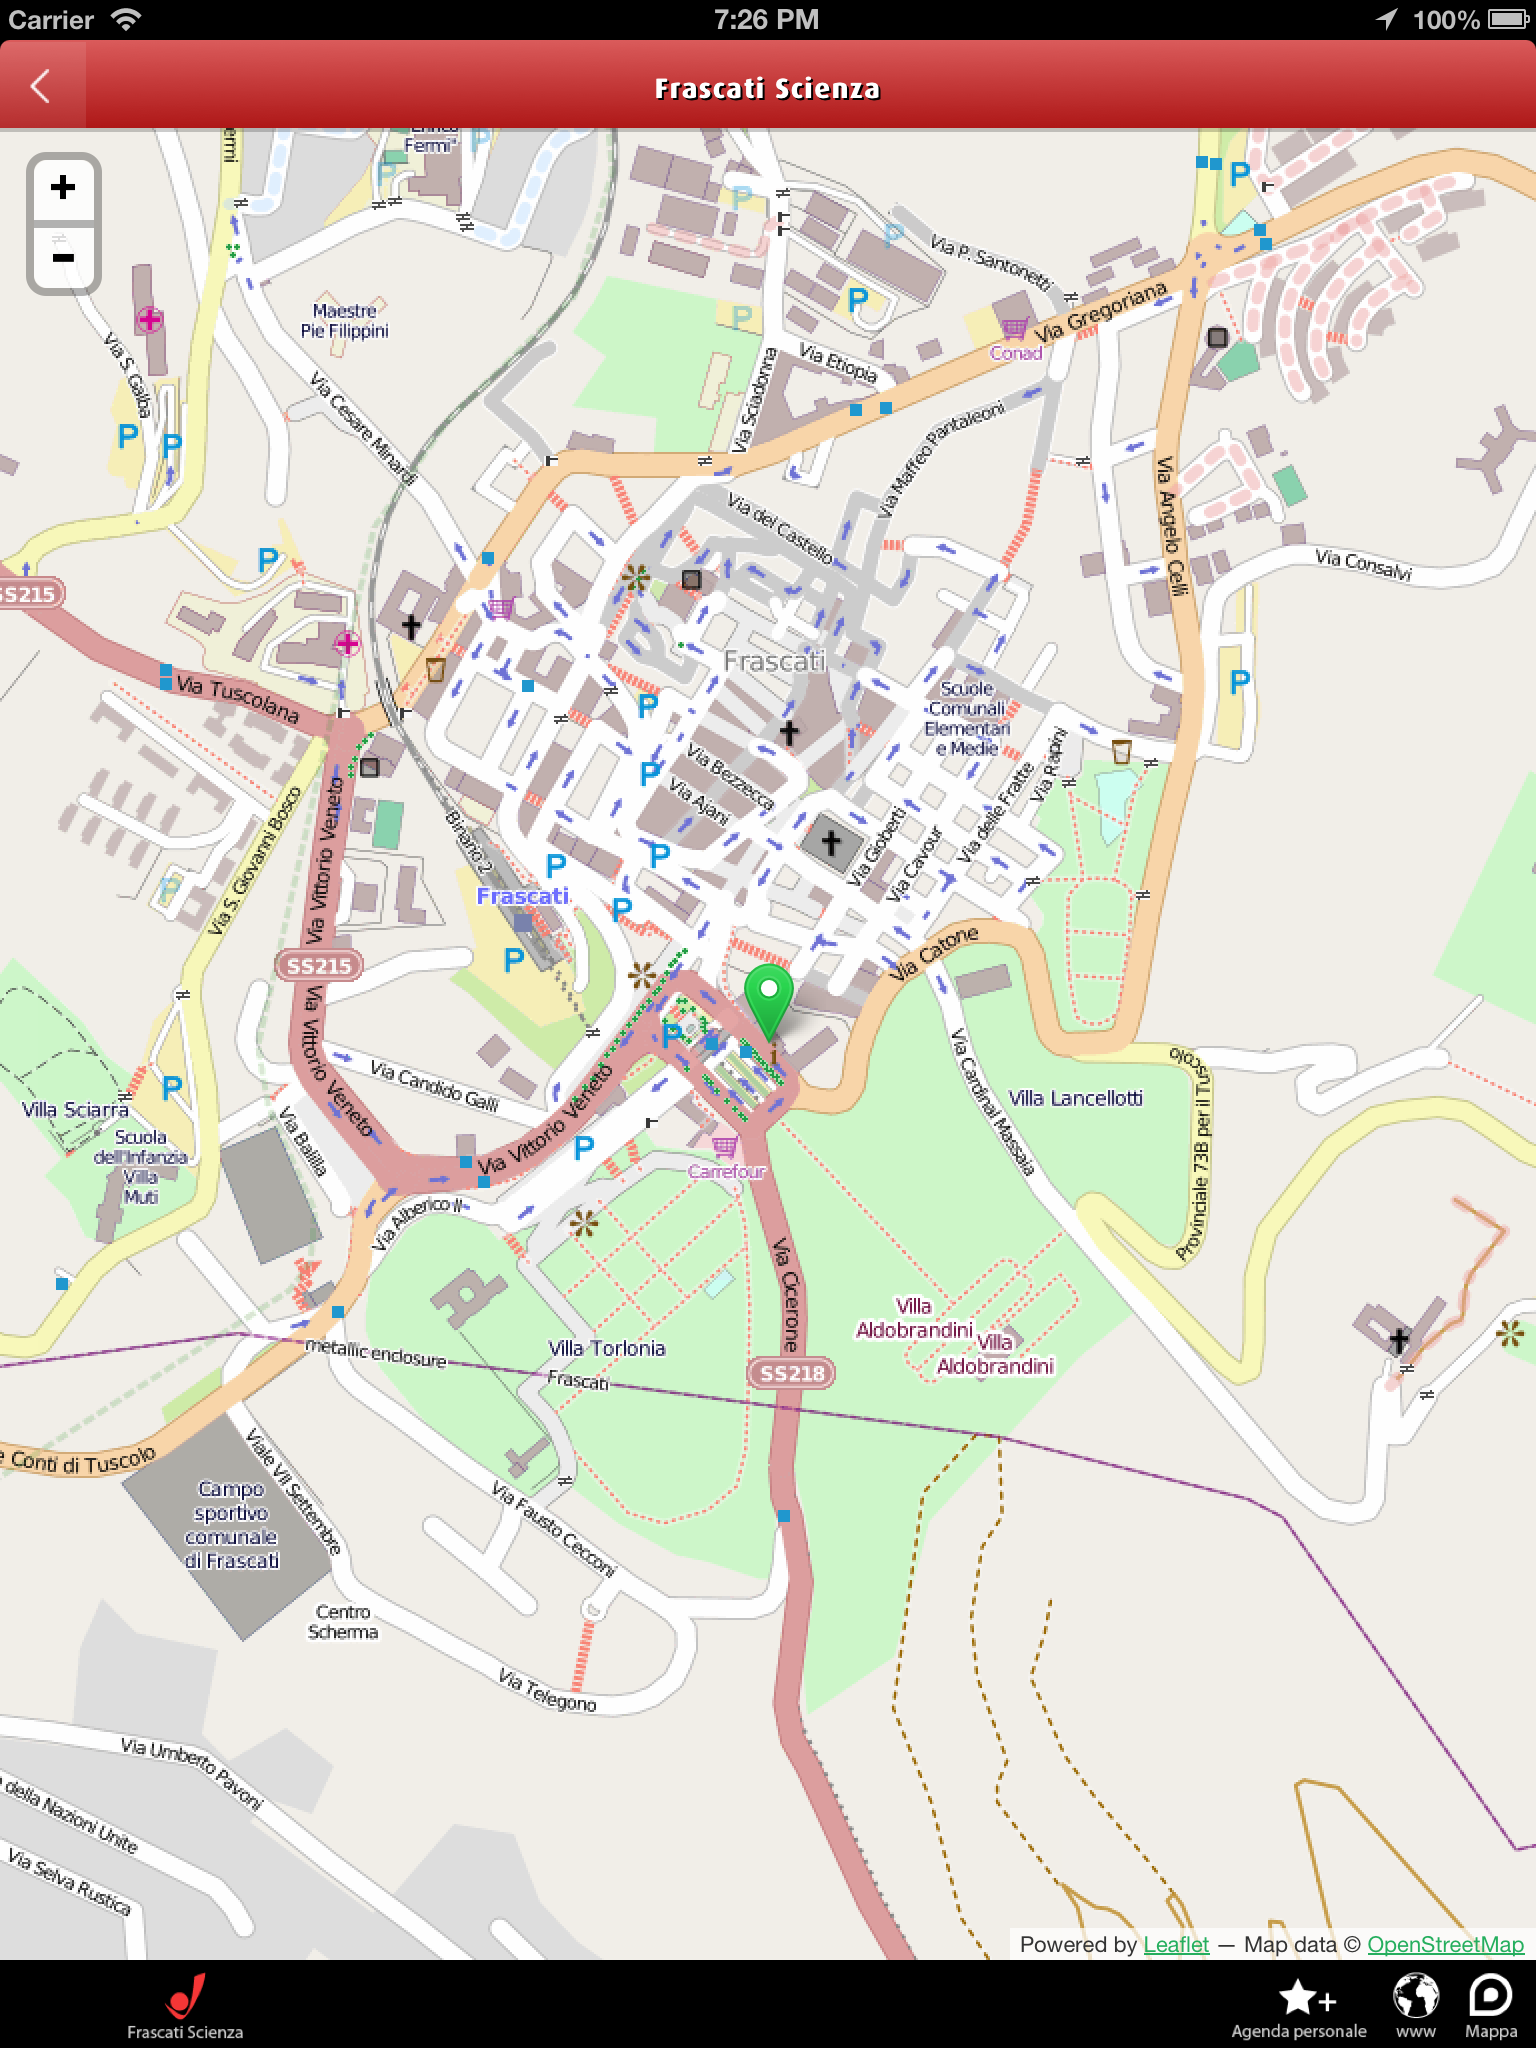 Carrier
7:26 PM
100%
Frascati Scienza
+
-
Fermi"
P
P
P
P
P
Via P. Santonetti
Maestre
Pie Filippini
P
P
Via Gregoriana
Conad
Via S. Galba
Via Cesare Minardi
Via Etiopia
Via Sciadonna
Via Maffeo Pantaleoni
P
P
Via Angelo Celli
Via del Castello
P
Via Consalvi
SS215
Frascati
Via Tuscolana
P
P
Scuole
Comunali
Elementari
e Medie
Via Rapini
Via Bezzecca
P
Via Ajani
Via delle Fratte
Via S. Giovanni Bosco
Via Vittorio Veneto
Binario 2
P
P
Via Gioberti
Via Cavour
P
Frascati
P
P
Via Catone
SS215
Via Vittorio Veneto
P
i
Via Cardinal Massaia
Via Candido Galli
P
Villa Sciarra
Villa Lancellotti
Provinciale 73B per il Tuscolo
Scuola
dell'Infanzia
Villa
Muti
Via Balilla
Via Vittorio Veneto
P
Carrefour
Via Alberico II
Via Cicerone
Villa
Aldobrandini
Villa
Aldobrandini
metallic enclosure
Villa Torlonia
Frascati
SS218
e Conti di Tuscolo
Viale VII Settembre
Campo
sportivo
comunale
di Frascati
Via Fausto Cecconi
Centro
Scherma
Via Telegono
Via Umberto Pavoni
della Nazioni Unite
Via Selva Rustica
Powered by Leaflet — Map data © OpenStreetMap
Frascati Scienza
Agenda personale
www
Mappa